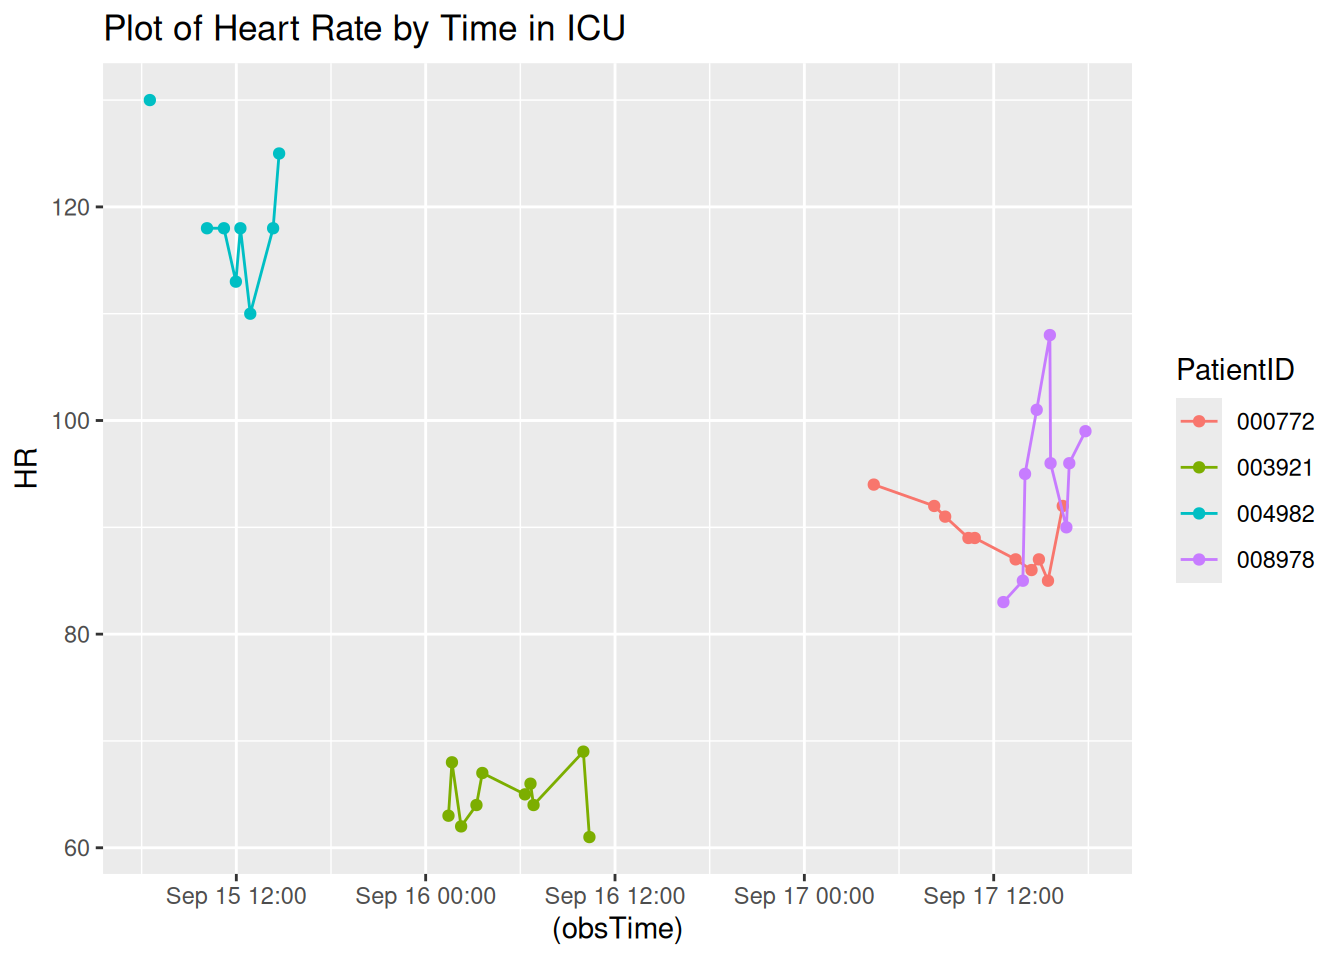 Plot of Heart Rate by Time in ICU
120
100
80
60
HR
Sep 15 12:00
Sep 16 00:00
Sep 16 12:00
Sep 17 00:00
Sep 17 12:00
(obsTime)
PatientID
000772
003921
004982
008978